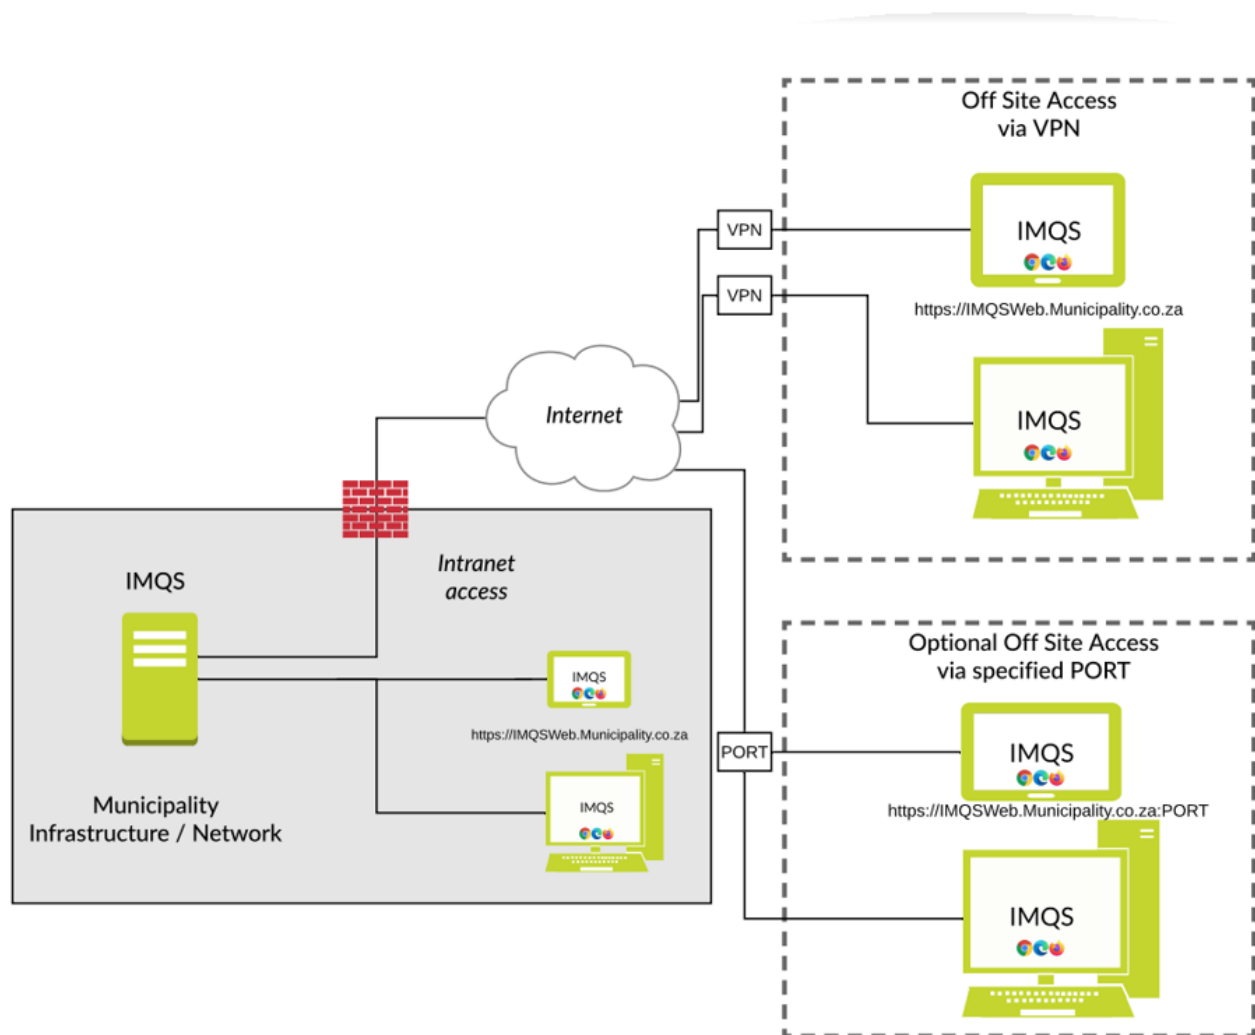 Off Site Access
via VPN
IMQS
VPN
VPN
https://IMQSWeb.Municipality.co.za
IMQS
Internet
Intranet
access
IMQS
IMQS
https://IMQSWeb.Municipality.co.za
IMQS
Municipality
Infrastructure / Network
Optional Off Site Access
via specified PORT
PORT
IMQS
https://IMQSWeb.Municipality.co.za:PORT
IMQS